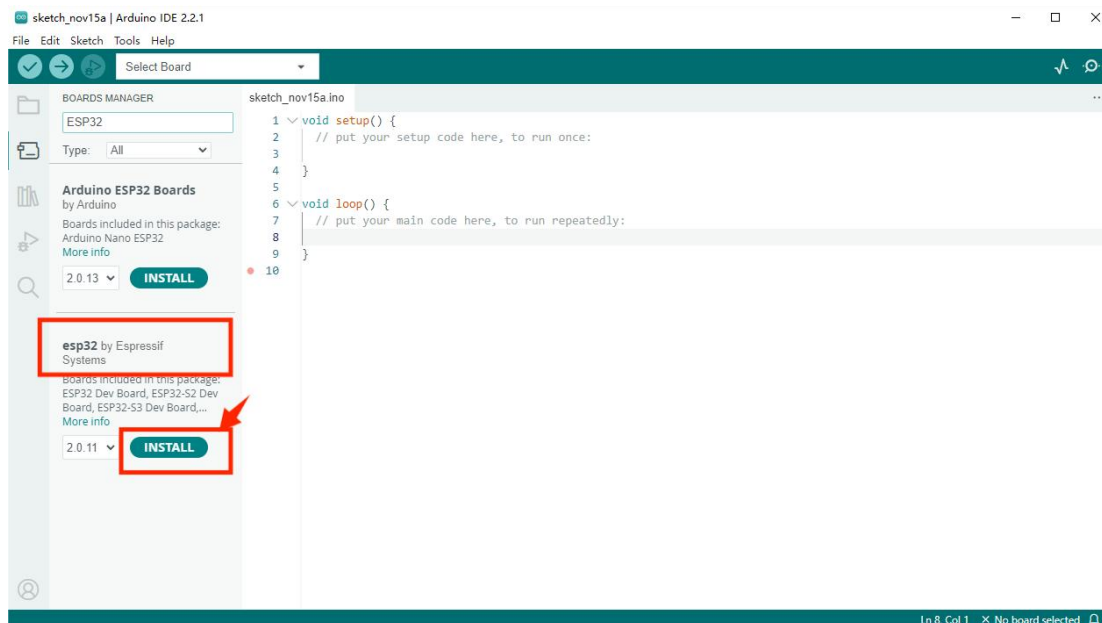 sketch_nov15a | Arduino IDE 2.2.1
File Edit Sketch Tools Help
Select Board
BOARDS MANAGER
ESP32
Type: All
Arduino ESP32 Boards
by Arduino
Boards included in this package:
Arduino Nano ESP32
More info
2.0.13 INSTALL
esp32 by Espressif
Systems
Boards included in this package:
ESP32 Dev Board, ESP32-S2 Dev
Board, ESP32-S3 Dev Board,...
More info
2.0.11 INSTALL
sketch_nov15a.ino
1 void setup() {
2 // put your setup code here, to run once:
3
4 }
5
6 void loop() {
7 // put your main code here, to run repeatedly:
8
9 }
10
Ln 8, Col 1 × No board selected